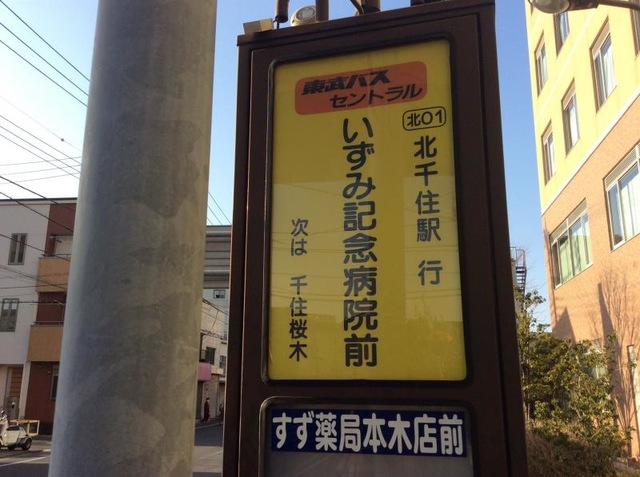 東武バス
セントラル
北01
北千住駅 行
いずみ記念病院前
次は 千住桜木
すず薬局本木店前